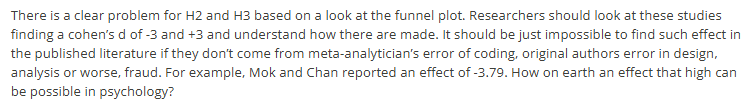 There is a clear problem for H2 and H3 based on a look at the funnel plot. Researchers should look at these studies
finding a cohen's d of -3 and +3 and understand how there are made. It should be just impossible to find such effect in
the published literature if they don't come from meta-analytician's error of coding, original authors error in design,
analysis or worse, fraud. For example, Mok and Chan reported an effect of -3.79. How on earth an effect that high can
be possible in psychology?